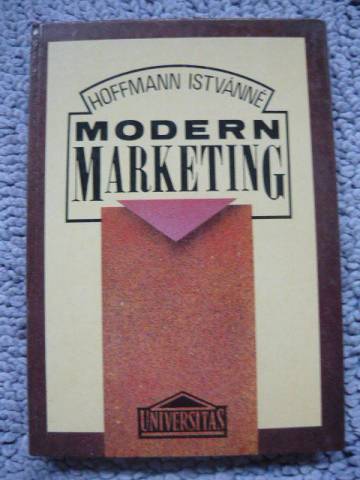 HOFFMANN ISTVÁNNÉ
MODERN
MARKETING
UNIVERSITAS